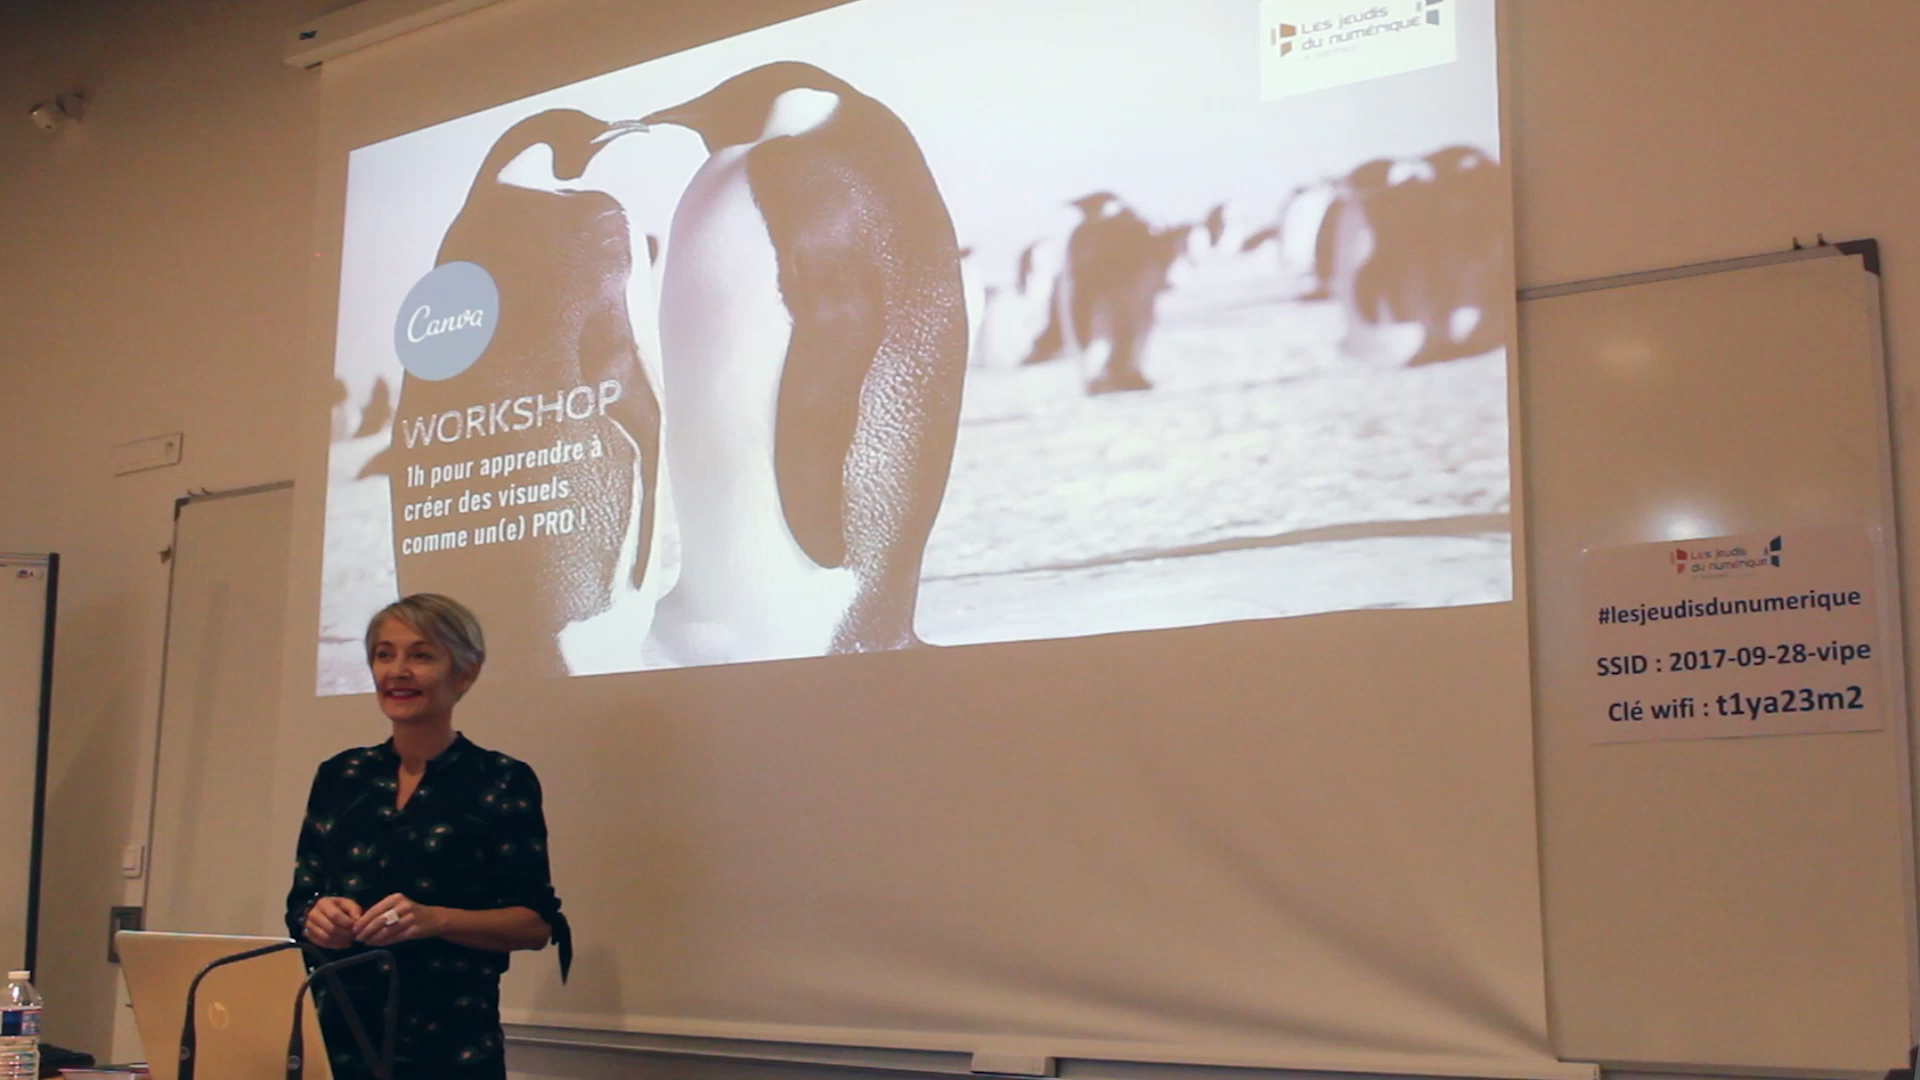 Les jeudis
du numérique
Canva
WORKSHOP
1h pour apprendre à
créer des visuels
comme un(e) PRO !
Les jeudis
du numérique
#lesjeudisdunumerique
SSID : 2017-09-28-vipe
Clé wifi : t1ya23m2
hp